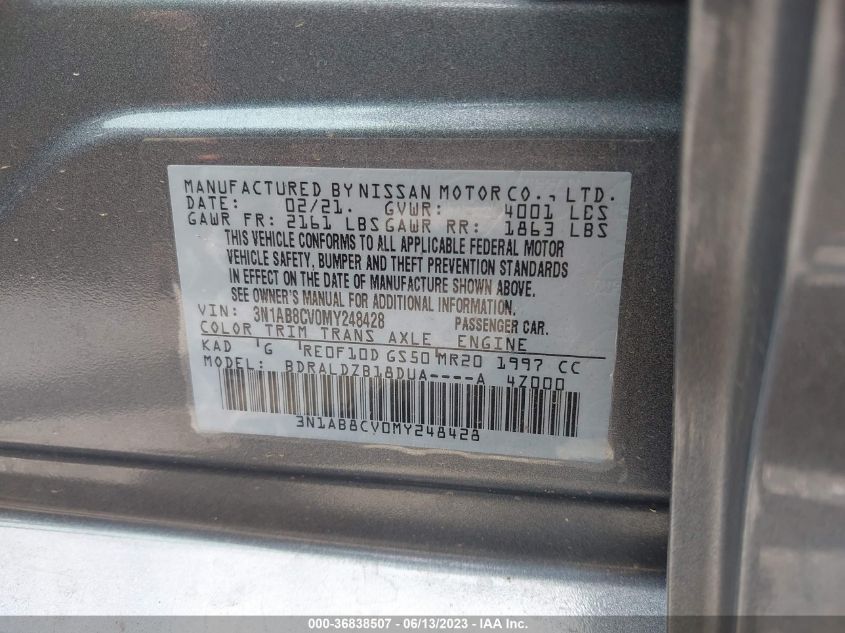 MANUFACTURED BY NISSAN MOTOR CO., LTD.
DATE: 02/21. GVWR: 4001 LBS
GAWR FR: 2161 LBS GAWR RR: 1863 LBS
THIS VEHICLE CONFORMS TO ALL APPLICABLE FEDERAL MOTOR
VEHICLE SAFETY, BUMPER AND THEFT PREVENTION STANDARDS
IN EFFECT ON THE DATE OF MANUFACTURE SHOWN ABOVE.
SEE OWNER'S MANUAL FOR ADDITIONAL INFORMATION.
VIN: 3N1AB8CV0MY248428 PASSENGER CAR.
COLOR TRIM TRANS AXLE ENGINE
KAD G RE0F10D GS50 MR20 1997 CC
MODEL: BDRALDZB18DUA----A 4Z000
3N1AB8CV0MY248428
000-36838507 - 06/13/2023 - IAAI.com